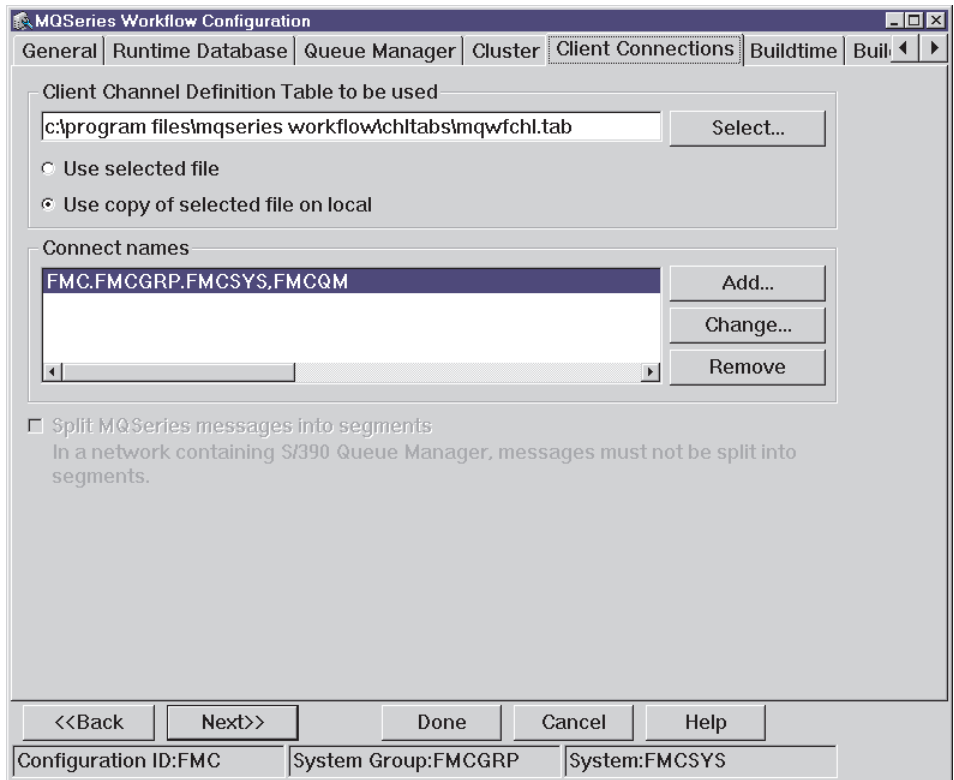 MQSeries Workflow Configuration
General Runtime Database Queue Manager Cluster Client Connections Buildtime
Client Channel Definition Table to be used
c:\program files\mqseries workflow\chltabs\mqwfchl.tab Select...
Use selected file
Use copy of selected file on local
Connect names
FMC.FMCGRP.FMCSYS,FMCQM Add...
Change...
Remove
Split MQSeries messages into segments
In a network containing S/390 Queue Manager, messages must not be split into
segments.
<<Back Next>> Done Cancel Help
Configuration ID:FMC System Group:FMCGRP System:FMCSYS